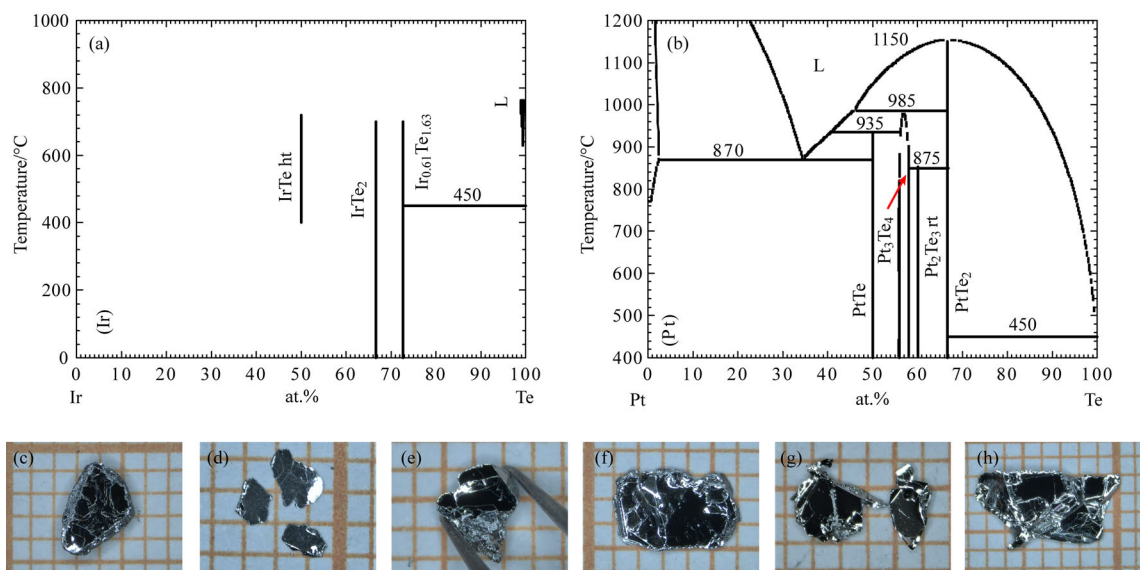 (a)
1000
800
600
400
200
0
Temperature/°C
IrTe ht
IrTe₂
Ir₀.₆₁Te₁.₆₃
450
L
(Ir)
0 10 20 30 40 50 60 70 80 90 100
Ir at.% Te
(b)
1200
1100
1000
900
800
700
600
500
400
Temperature/°C
L
1150
985
935
870
875
PtTe
Pt₃Te₄
Pt₂Te₃ rt
PtTe₂
450
(Pt)
0 10 20 30 40 50 60 70 80 90 100
Pt at.% Te
(c) (d) (e) (f) (g) (h)